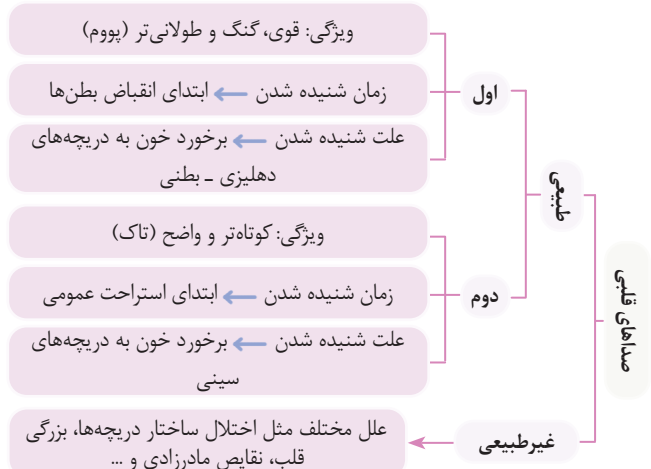 صداهای قلبی
طبیعی
اول
ویژگی: قوی، گنگ و طولانی‌تر (پووم)
زمان شنیده شدن ← ابتدای انقباض بطن‌ها
علت شنیده شدن ← برخورد خون به دریچه‌های
دهلیزی ـ بطنی
دوم
ویژگی: کوتاه‌تر و واضح (تاک)
زمان شنیده شدن ← ابتدای استراحت عمومی
علت شنیده شدن ← برخورد خون به دریچه‌های
سینی
غیرطبیعی
علل مختلف مثل اختلال ساختار دریچه‌ها، بزرگی
قلب، نقایص مادرزادی و ...